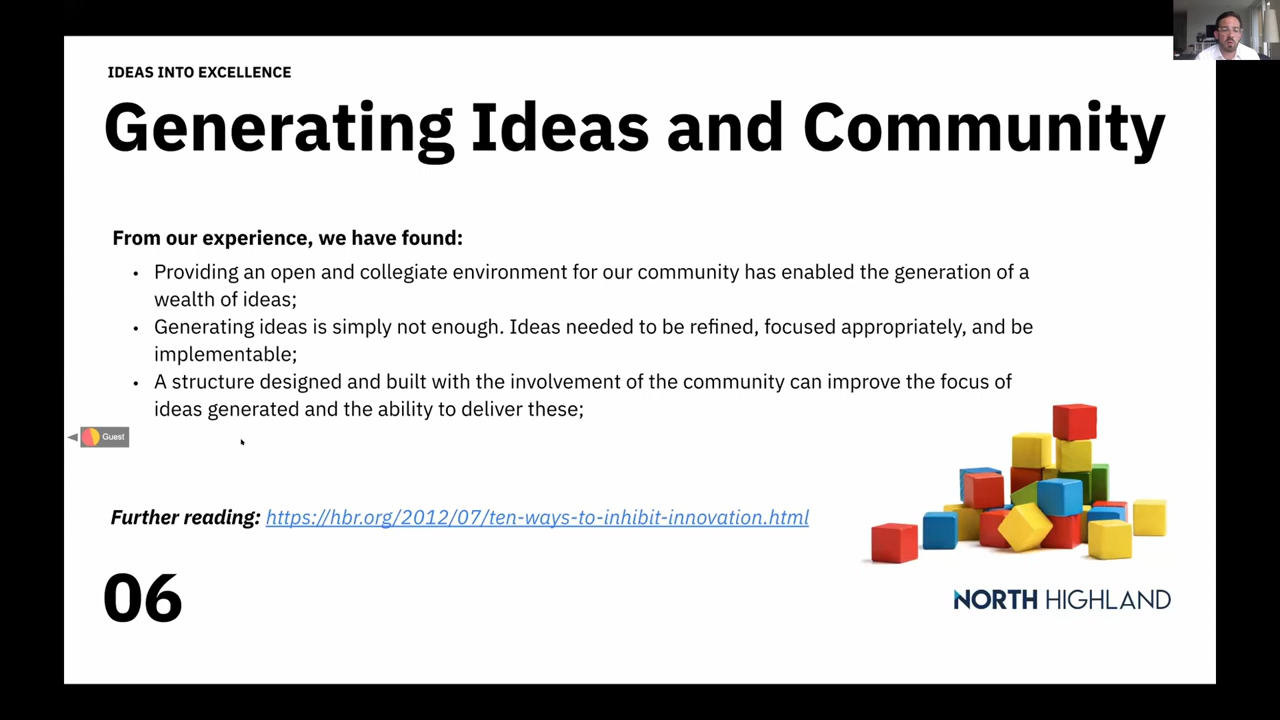 IDEAS INTO EXCELLENCE
Generating Ideas and Community
From our experience, we have found:
• Providing an open and collegiate environment for our community has enabled the generation of a
wealth of ideas;
• Generating ideas is simply not enough. Ideas needed to be refined, focused appropriately, and be
implementable;
• A structure designed and built with the involvement of the community can improve the focus of
ideas generated and the ability to deliver these;
Guest
Further reading: https://hbr.org/2012/07/ten-ways-to-inhibit-innovation.html
06
NORTH HIGHLAND